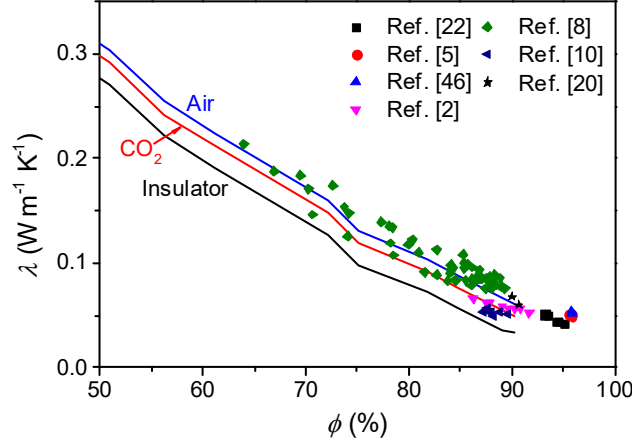 Ref. [22]
Ref. [8]
Ref. [5]
Ref. [10]
Ref. [46]
Ref. [20]
Ref. [2]
Air
CO₂
Insulator
λ (W m⁻¹ K⁻¹)
0.3
0.2
0.1
0.0
50
60
70
80
90
100
ϕ (%)